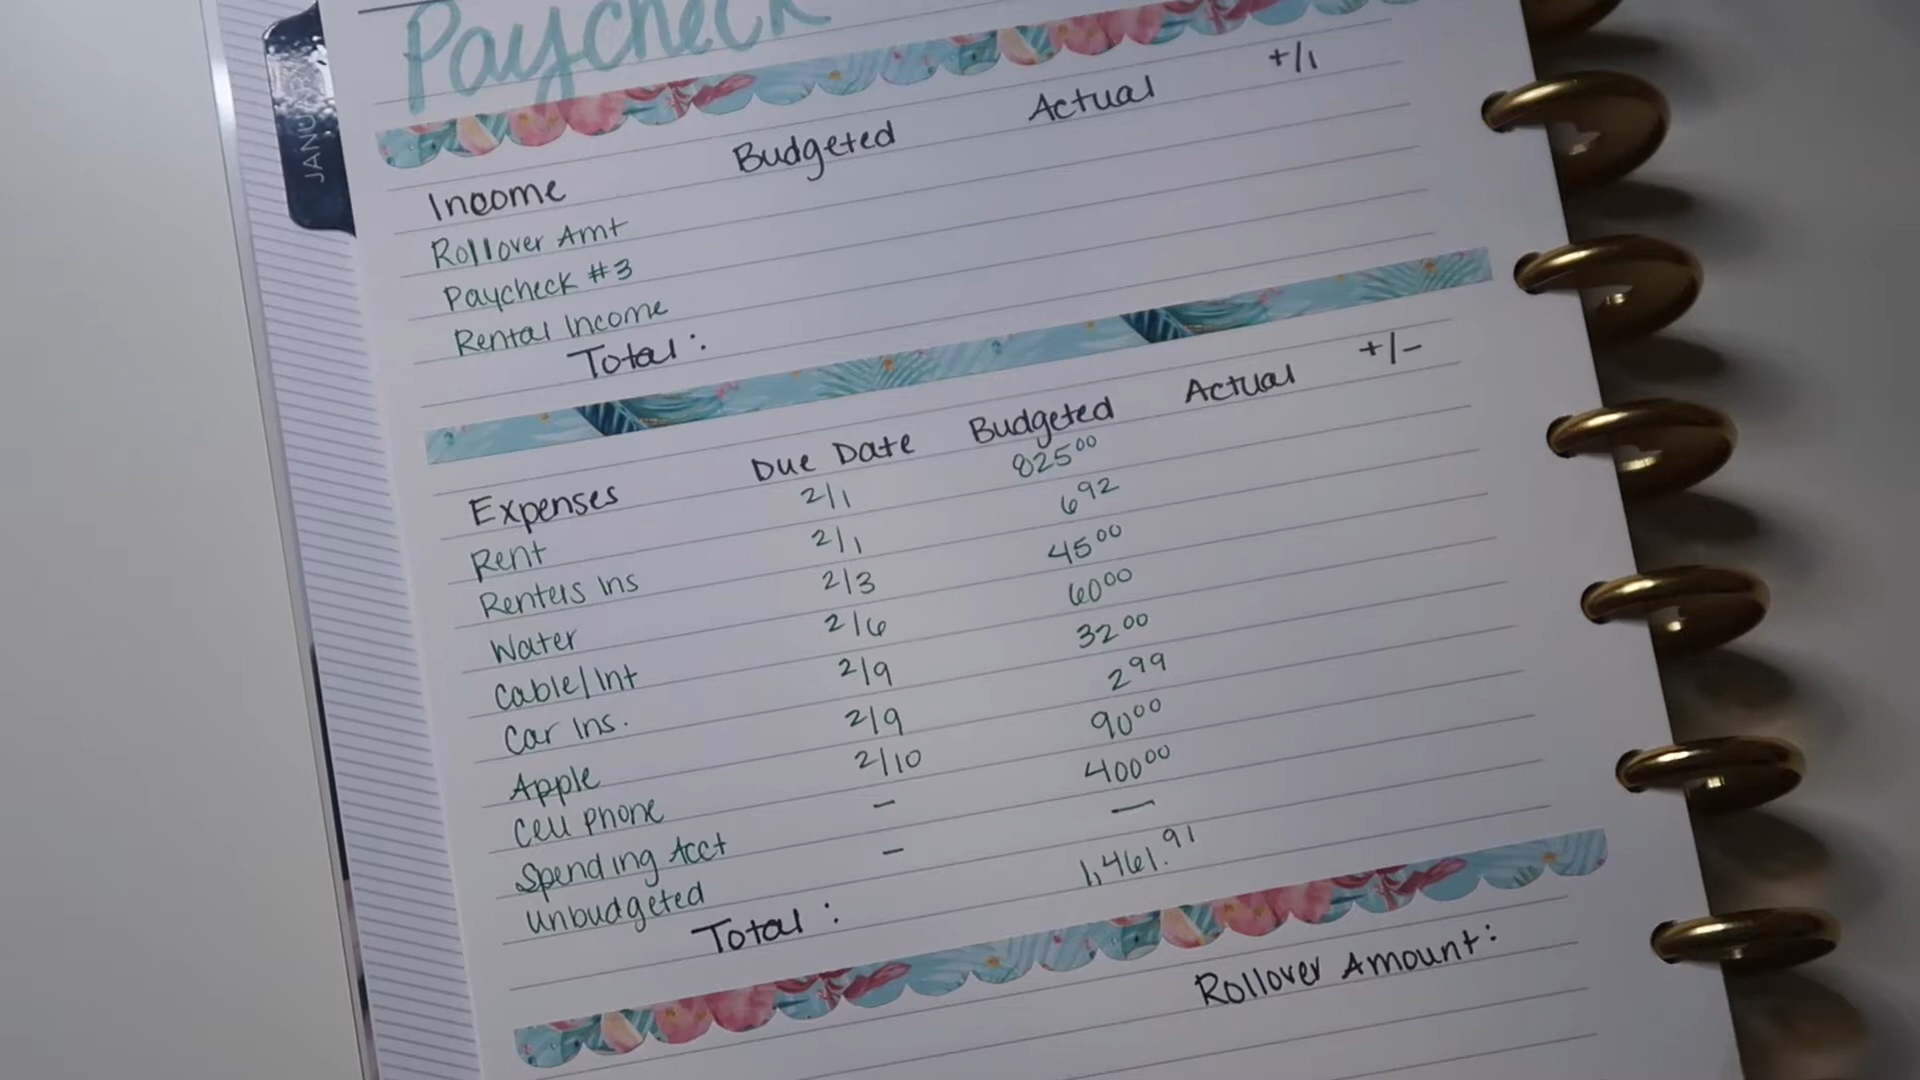 Paycheck
JANU
Budgeted Actual +/1
Income
Rollover Amt
Paycheck #3
Rental Income
Total:
Expenses Due Date Budgeted Actual +/-
Rent 2/1 825 00
Renters Ins 2/1 6 92
Water 2/3 45 00
Cable/Int 2/6 60 00
Car Ins. 2/9 32 00
Apple 2/9 2 99
Cell phone 2/10 90 00
Spending Acct - 400 00
Unbudgeted - —
Total: 1,461.91
Rollover Amount: